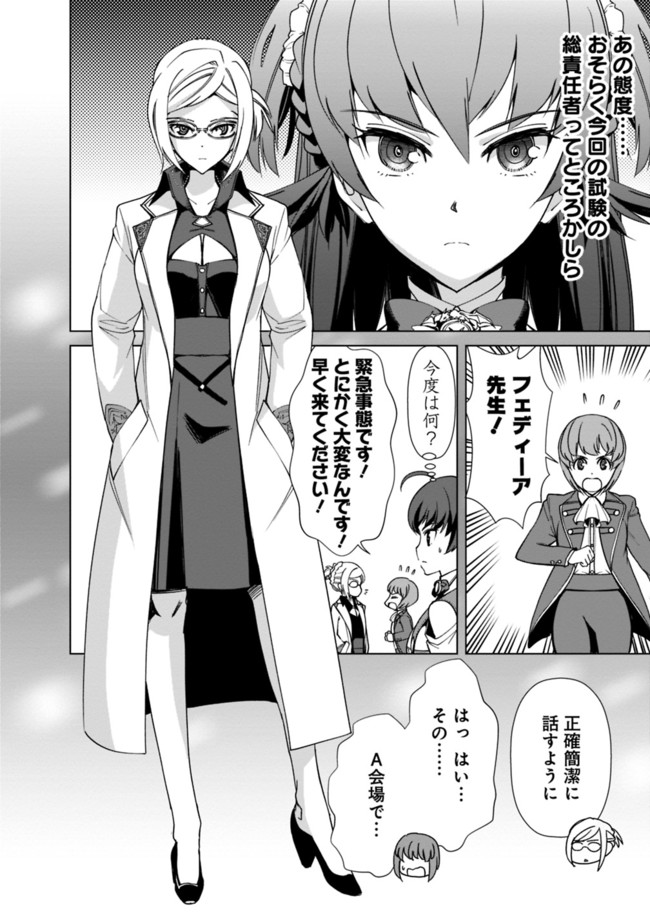 あの態度……
おそらく今回の試験の
総責任者ってところかしら
フェディーア
先生！
今度は何？
緊急事態です！
とにかく大変なんです！
早く来てください！
正確簡潔に
話すように
はっ はい…
その……
A会場で…